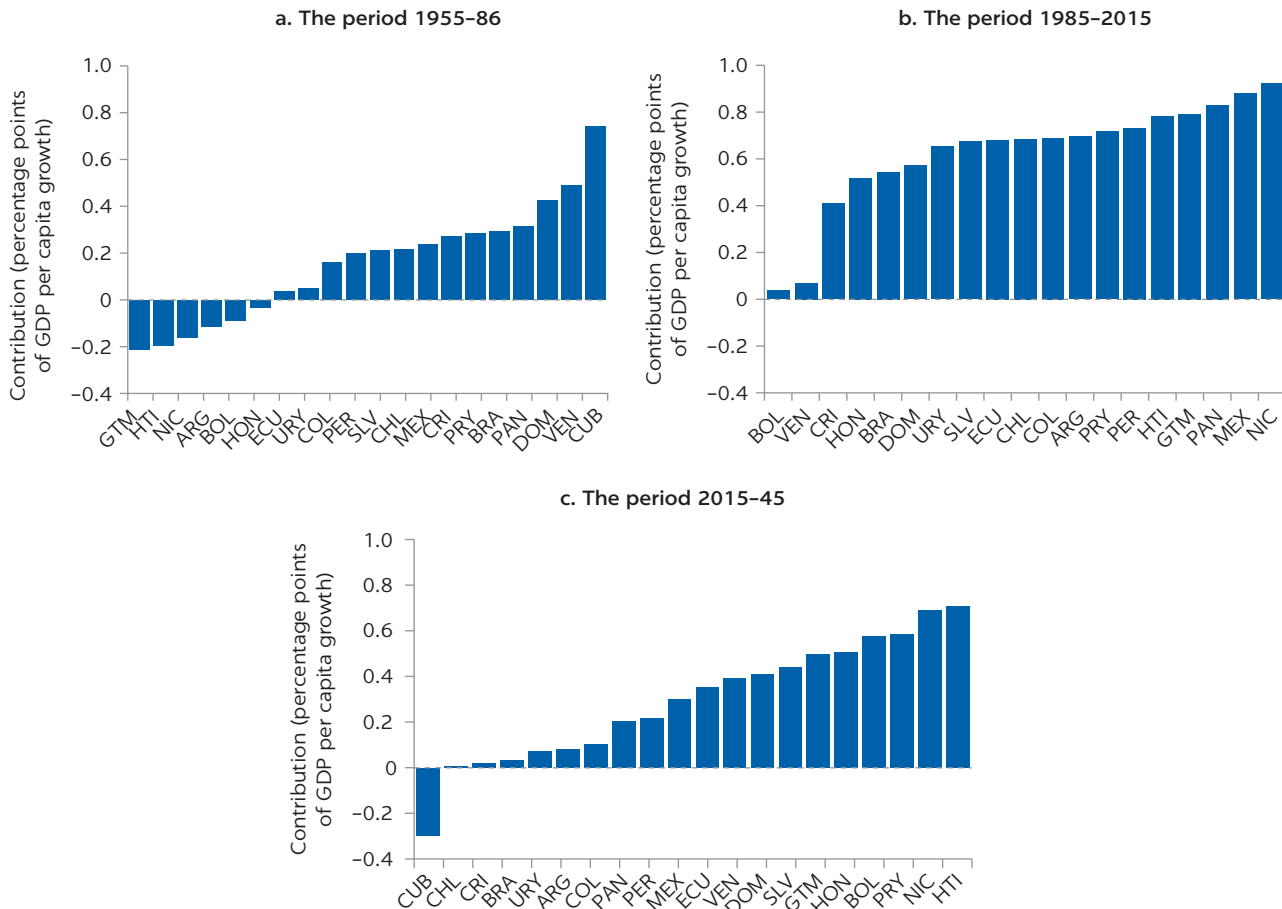 a. The period 1955–86
Contribution (percentage points
of GDP per capita growth)
1.0
0.8
0.6
0.4
0.2
0
–0.2
–0.4
GTM HTI NIC ARG BOL HON ECU URY COL PER SLV CHL MEX CRI PRY BRA PAN DOM VEN CUB
b. The period 1985–2015
Contribution (percentage points
of GDP per capita growth)
1.0
0.8
0.6
0.4
0.2
0
–0.2
–0.4
BOL VEN CRI HON BRA DOM URY SLV ECU CHL COL ARG PRY PER HTI GTM PAN MEX NIC
c. The period 2015–45
Contribution (percentage points
of GDP per capita growth)
1.0
0.8
0.6
0.4
0.2
0
–0.2
–0.4
CUB CHL CRI BRA URY ARG COL PAN PER MEX ECU VEN DOM SLV GTM HON BOL PRY NIC HTI